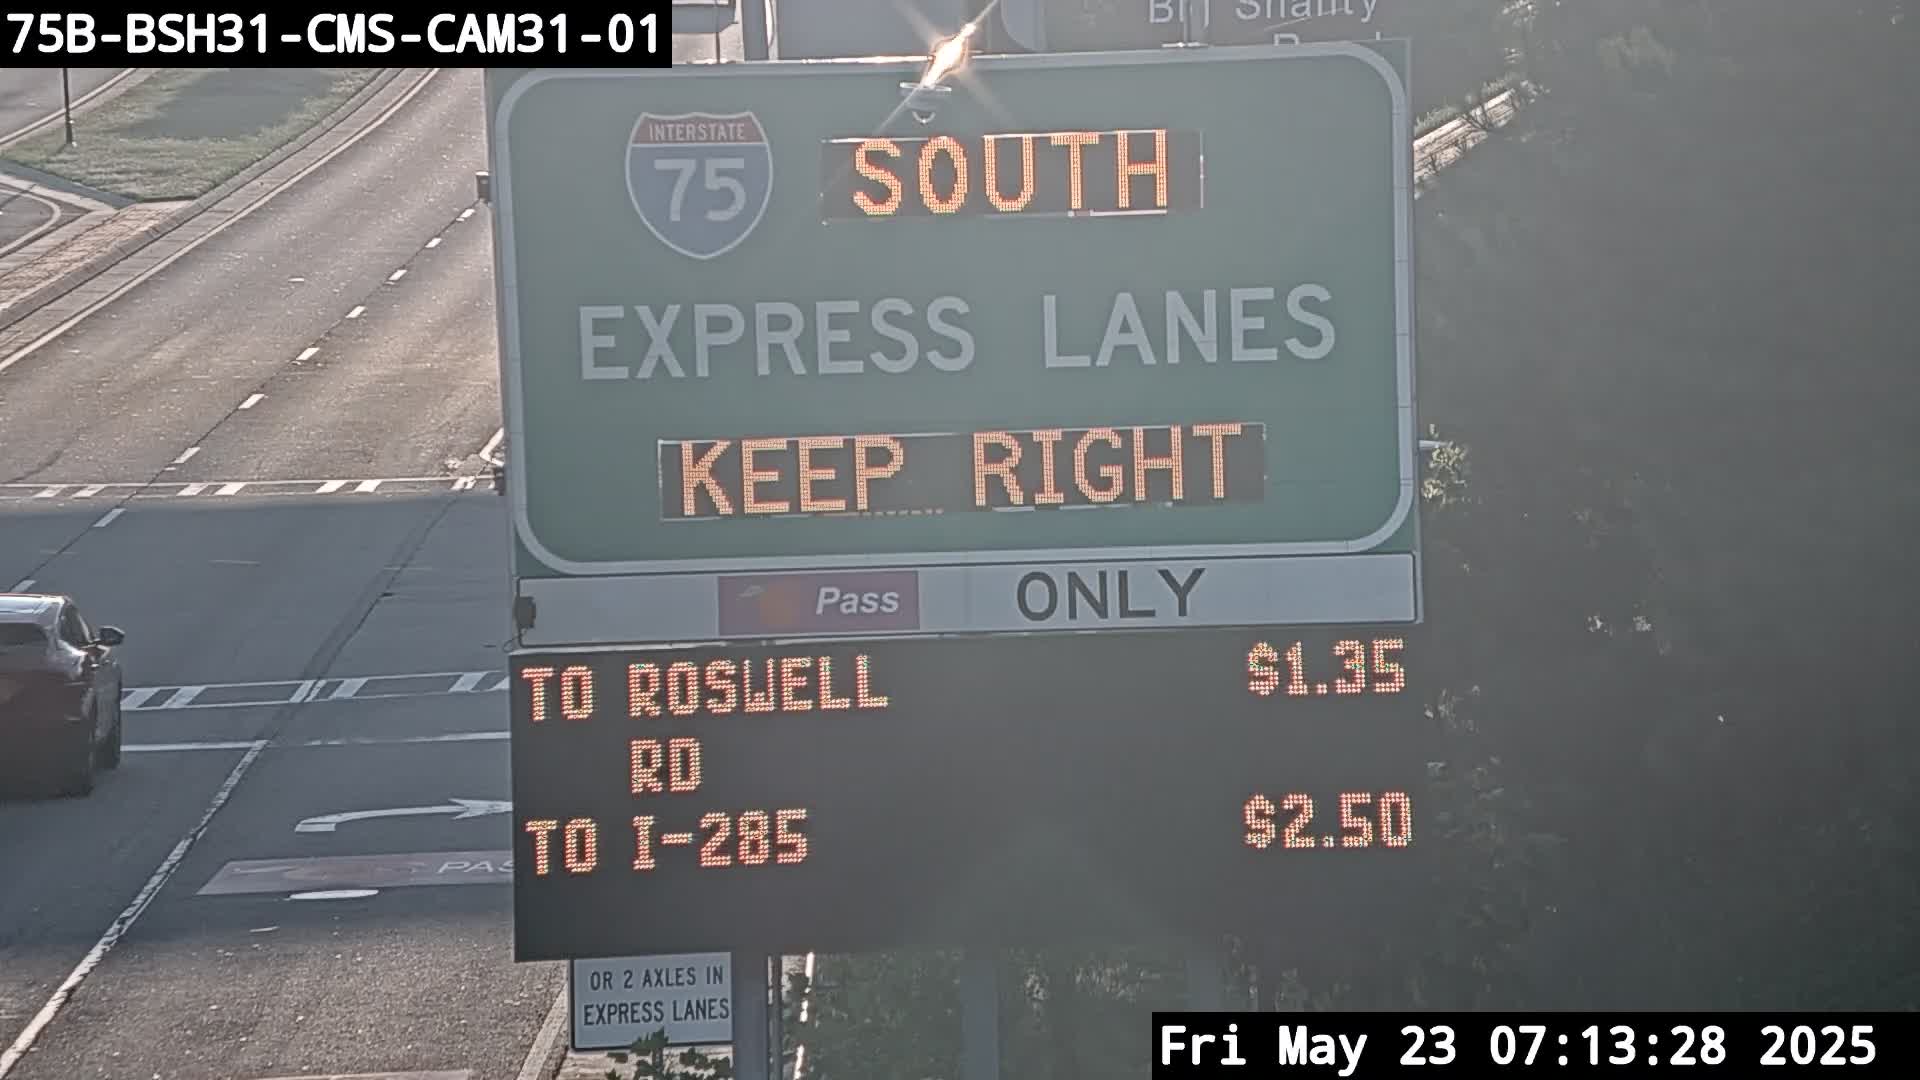 75B-BSH31-CMS-CAM31-01
Shanty
INTERSTATE
75
SOUTH
EXPRESS LANES
KEEP RIGHT
Pass ONLY
TO ROSWELL $1.35
RD
TO I-285 $2.50
OR 2 AXLES IN
EXPRESS LANES
Fri May 23 07:13:28 2025